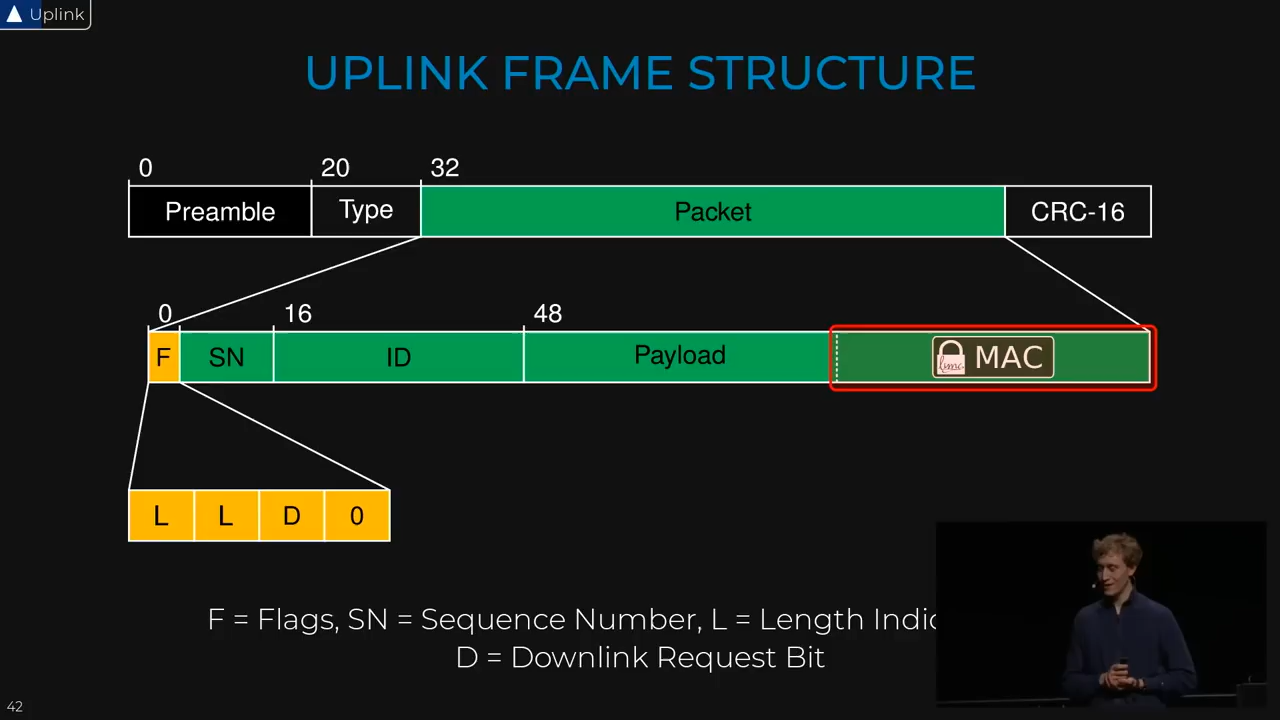 Uplink
UPLINK FRAME STRUCTURE
0 20 32
Preamble Type Packet CRC-16
0 16 48
F SN ID Payload MAC
L L D 0
F = Flags, SN = Sequence Number, L = Length
D = Downlink Request Bit
42